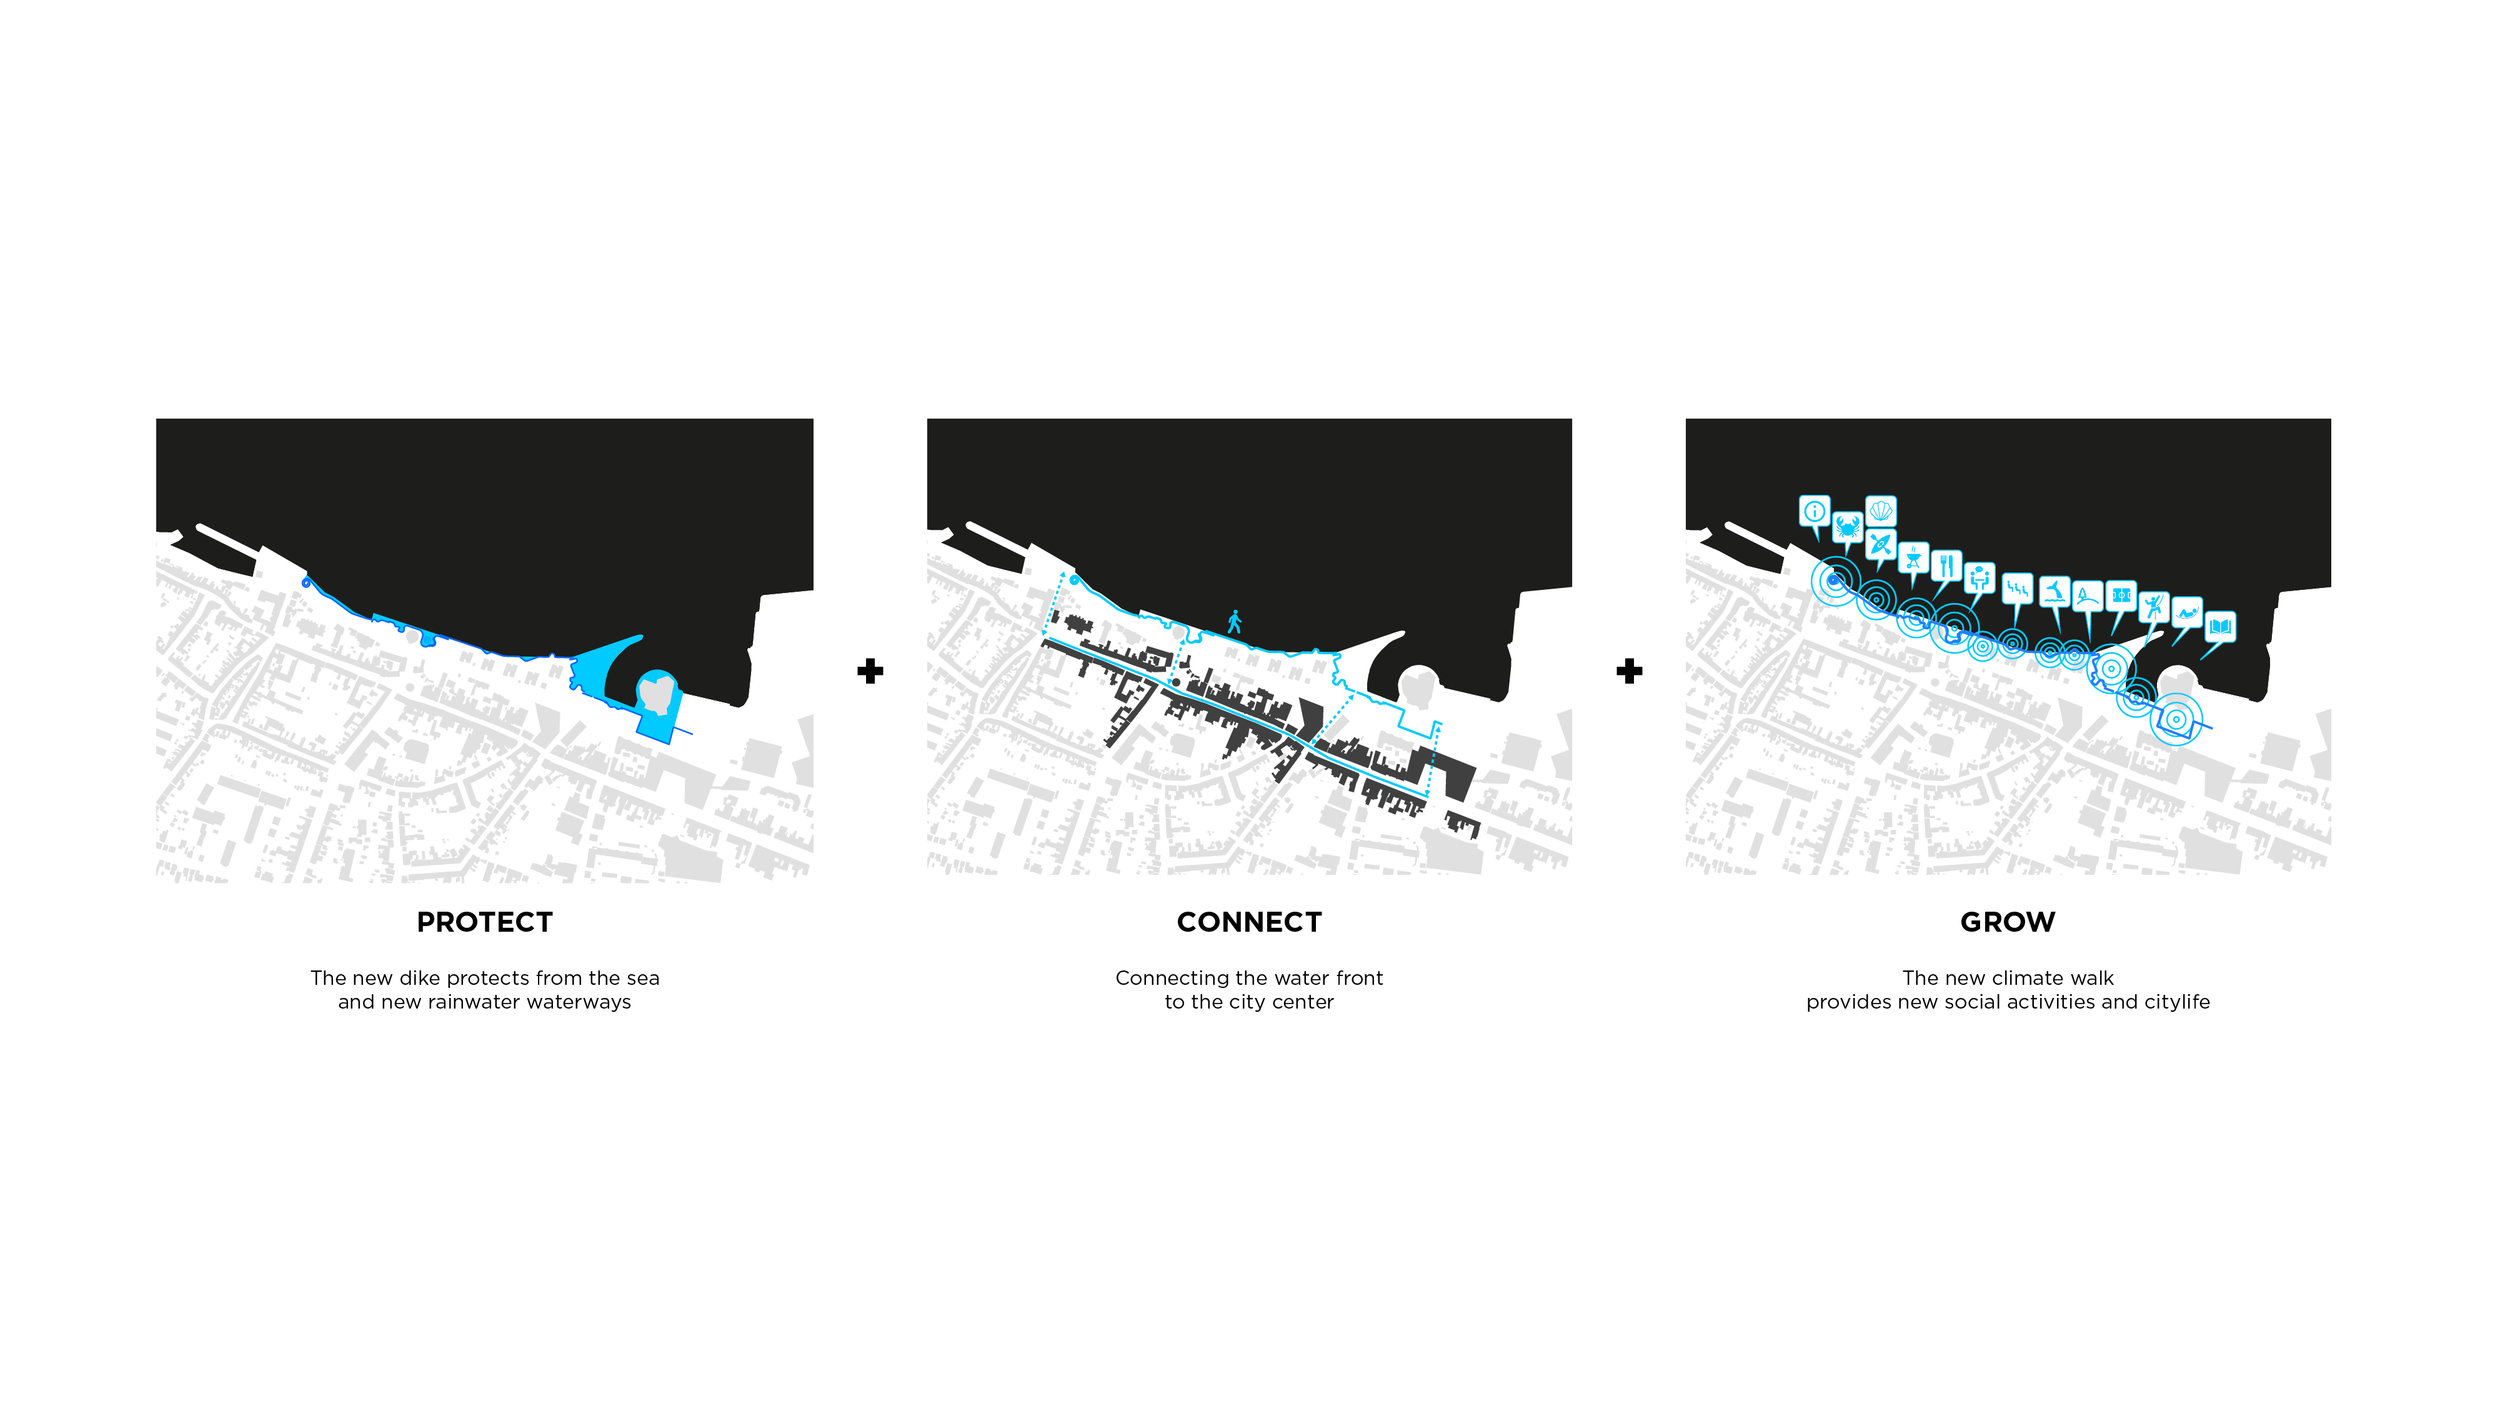 PROTECT
The new dike protects from the sea
and new rainwater waterways
CONNECT
Connecting the water front
to the city center
GROW
The new climate walk
provides new social activities and citylife